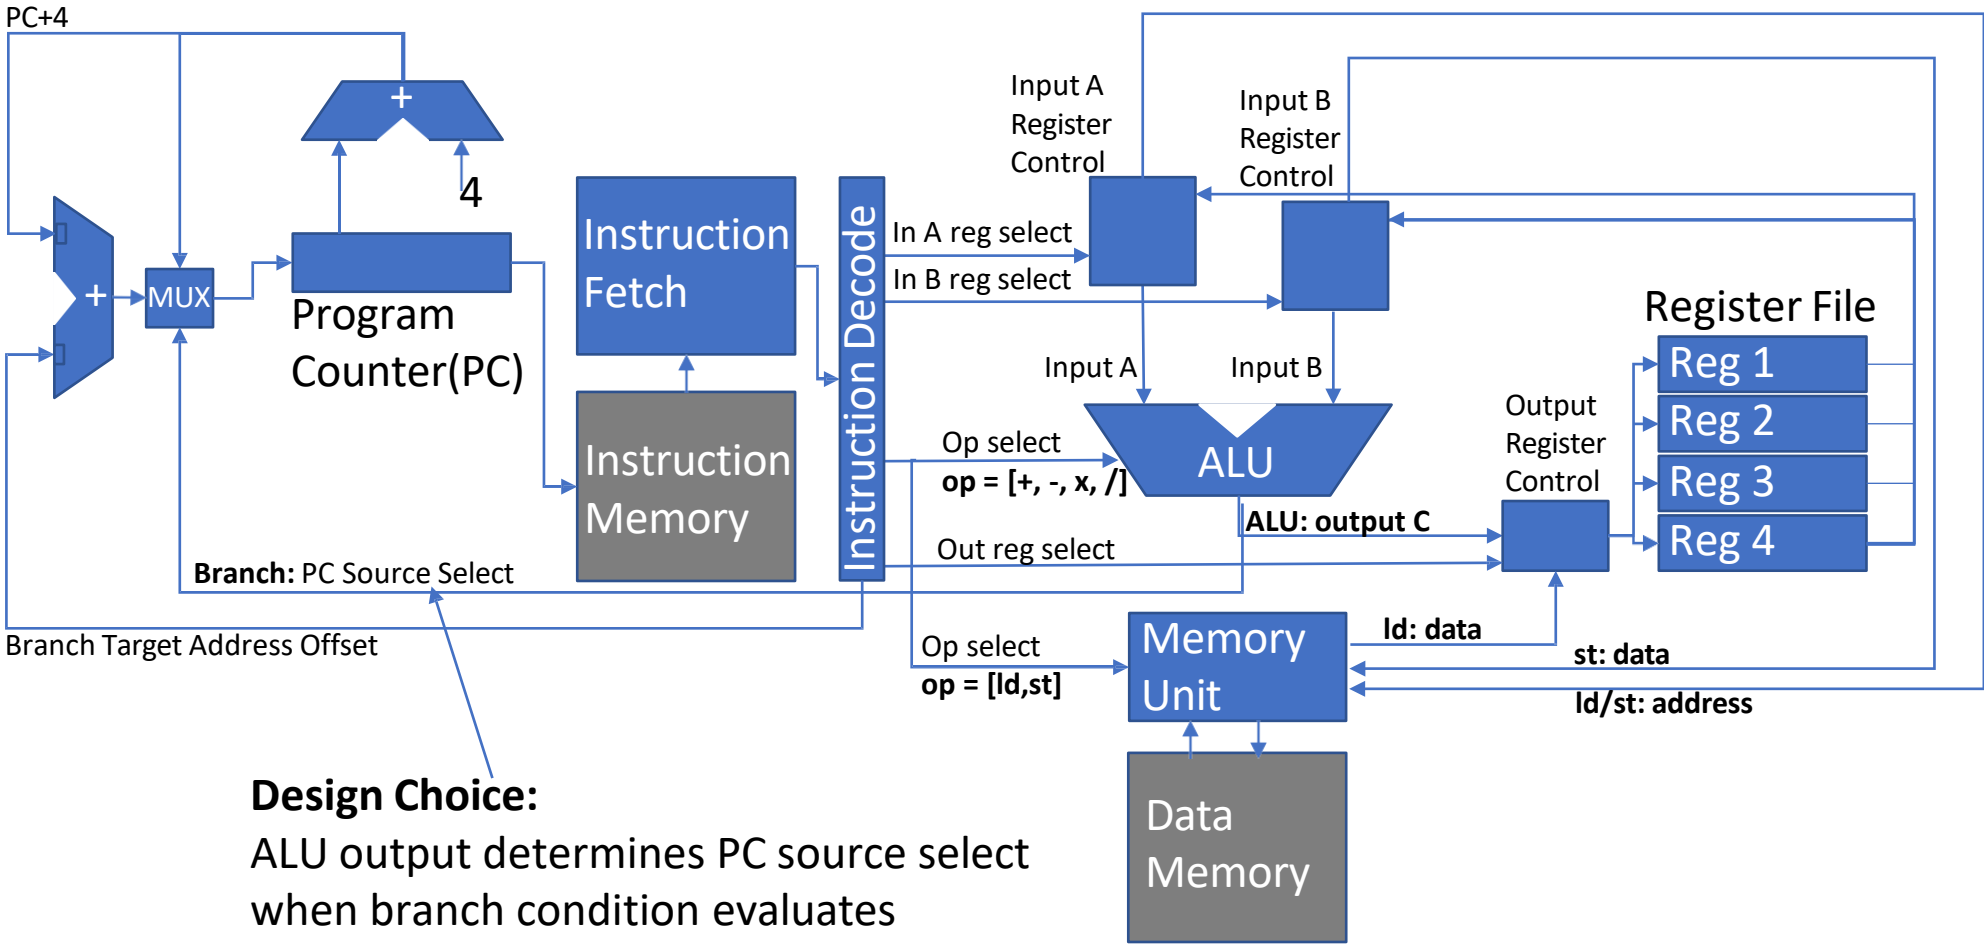 PC+4
+
4
+
MUX
Program
Counter(PC)
Instruction
Fetch
Instruction
Memory
Instruction Decode
Input A
Register
Control
Input B
Register
Control
In A reg select
In B reg select
Input A
Input B
Op select
op = [+, -, x, /]
ALU
ALU: output C
Out reg select
Output
Register
Control
Register File
Reg 1
Reg 2
Reg 3
Reg 4
Branch: PC Source Select
Branch Target Address Offset
Op select
op = [ld,st]
Memory
Unit
ld: data
st: data
ld/st: address
Data
Memory
Design Choice:
ALU output determines PC source select
when branch condition evaluates